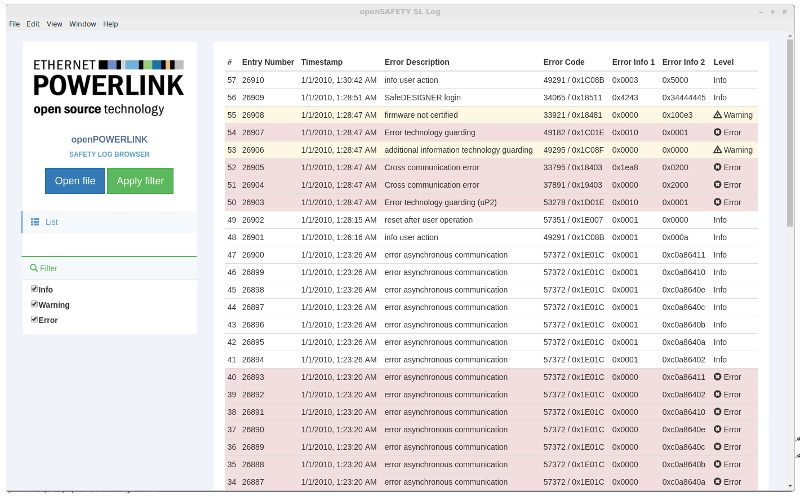 openSAFETY SL Log
File Edit View Window Help
ETHERNET
POWERLINK
open source technology
openPOWERLINK
SAFETY LOG BROWSER
Open file Apply filter
List
Filter
Info
Warning
Error
# Entry Number Timestamp Error Description Error Code Error Info 1 Error Info 2 Level
57 26910 1/1/2010, 1:30:42 AM info user action 49291 / 0x1C08B 0x0003 0x5000 Info
56 26909 1/1/2010, 1:28:51 AM SafeDESIGNER login 34065 / 0x18511 0x4243 0x34444445 Info
55 26908 1/1/2010, 1:28:47 AM firmware not certified 33921 / 0x18481 0x0000 0x100e3 Warning
54 26907 1/1/2010, 1:28:47 AM Error technology guarding 49182 / 0x1C01E 0x0010 0x0001 Error
53 26906 1/1/2010, 1:28:47 AM additional information technology guarding 49295 / 0x1C08F 0x0000 0x0000 Warning
52 26905 1/1/2010, 1:28:47 AM Cross communication error 33795 / 0x18403 0x1ea8 0x0200 Error
51 26904 1/1/2010, 1:28:47 AM Cross communication error 37891 / 0x19403 0x0000 0x2000 Error
50 26903 1/1/2010, 1:28:47 AM Error technology guarding (uP2) 53278 / 0x1D01E 0x0010 0x0001 Error
49 26902 1/1/2010, 1:28:15 AM reset after user operation 57351 / 0x1E007 0x0001 0x0000 Info
48 26901 1/1/2010, 1:26:16 AM info user action 49291 / 0x1C08B 0x0001 0x000a Info
47 26900 1/1/2010, 1:23:26 AM error asynchronous communication 57372 / 0x1E01C 0x0001 0xc0a86411 Info
46 26899 1/1/2010, 1:23:26 AM error asynchronous communication 57372 / 0x1E01C 0x0001 0xc0a86410 Info
45 26898 1/1/2010, 1:23:26 AM error asynchronous communication 57372 / 0x1E01C 0x0001 0xc0a8640e Info
44 26897 1/1/2010, 1:23:26 AM error asynchronous communication 57372 / 0x1E01C 0x0001 0xc0a8640c Info
43 26896 1/1/2010, 1:23:26 AM error asynchronous communication 57372 / 0x1E01C 0x0001 0xc0a8640b Info
42 26895 1/1/2010, 1:23:26 AM error asynchronous communication 57372 / 0x1E01C 0x0001 0xc0a8640a Info
41 26894 1/1/2010, 1:23:26 AM error asynchronous communication 57372 / 0x1E01C 0x0001 0xc0a86402 Info
40 26893 1/1/2010, 1:23:20 AM error asynchronous communication 57372 / 0x1E01C 0x0000 0xc0a86411 Error
39 26892 1/1/2010, 1:23:20 AM error asynchronous communication 57372 / 0x1E01C 0x0000 0xc0a86402 Error
38 26891 1/1/2010, 1:23:20 AM error asynchronous communication 57372 / 0x1E01C 0x0000 0xc0a86410 Error
37 26890 1/1/2010, 1:23:20 AM error asynchronous communication 57372 / 0x1E01C 0x0000 0xc0a8640e Error
36 26889 1/1/2010, 1:23:20 AM error asynchronous communication 57372 / 0x1E01C 0x0000 0xc0a8640c Error
35 26888 1/1/2010, 1:23:20 AM error asynchronous communication 57372 / 0x1E01C 0x0000 0xc0a8640b Error
34 26887 1/1/2010, 1:23:20 AM error asynchronous communication 57372 / 0x1E01C 0x0000 0xc0a8640a Error